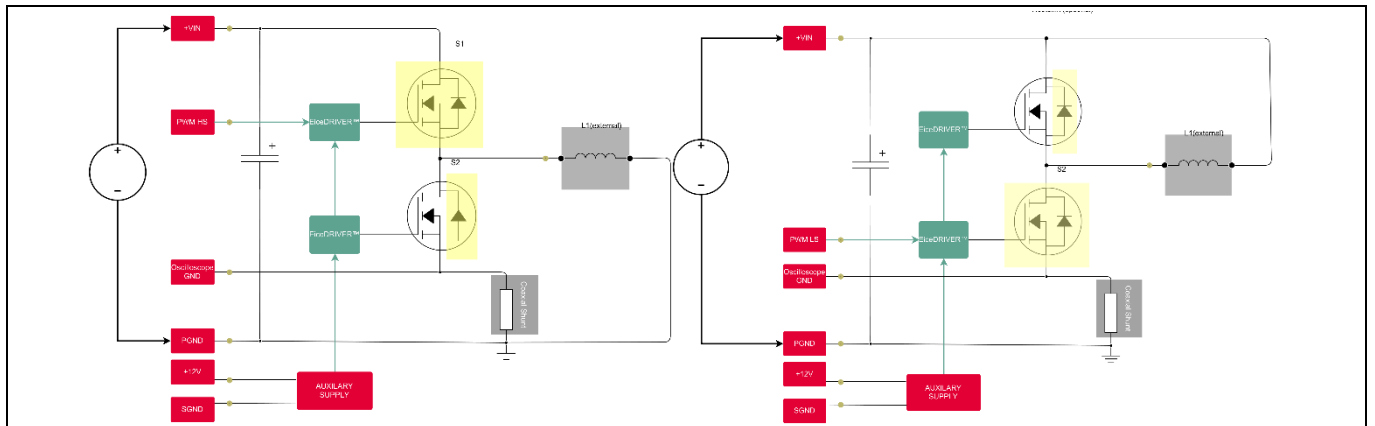 +VIN
S1
PWM HS
EiceDRIVER™
L1(external)
+
+
−
S2
EiceDRIVER™
Oscilloscope
GND
Coaxial Shunt
PGND
+12V
AUXILARY
SUPPLY
SGND
+VIN
EiceDRIVER™
L1(external)
+
+
−
S2
PWM LS
EiceDRIVER™
Oscilloscope
GND
Coaxial Shunt
PGND
+12V
AUXILARY
SUPPLY
SGND